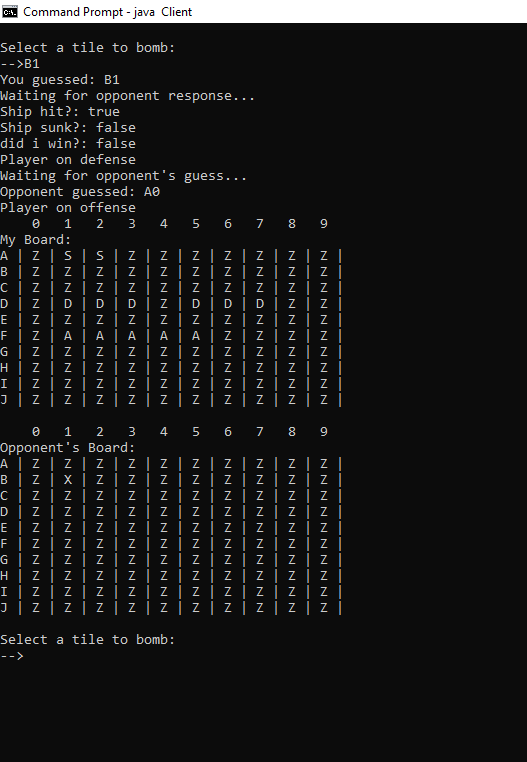 Command Prompt - java  Client
Select a tile to bomb:
-->B1
You guessed: B1
Waiting for opponent response...
Ship hit?: true
Ship sunk?: false
did i win?: false
Player on defense
Waiting for opponent's guess...
Opponent guessed: A0
Player on offense
    0   1   2   3   4   5   6   7   8   9
My Board:
A | Z | S | S | Z | Z | Z | Z | Z | Z | Z |
B | Z | Z | Z | Z | Z | Z | Z | Z | Z | Z |
C | Z | Z | Z | Z | Z | Z | Z | Z | Z | Z |
D | Z | D | D | D | Z | D | D | D | Z | Z |
E | Z | Z | Z | Z | Z | Z | Z | Z | Z | Z |
F | Z | A | A | A | A | A | Z | Z | Z | Z |
G | Z | Z | Z | Z | Z | Z | Z | Z | Z | Z |
H | Z | Z | Z | Z | Z | Z | Z | Z | Z | Z |
I | Z | Z | Z | Z | Z | Z | Z | Z | Z | Z |
J | Z | Z | Z | Z | Z | Z | Z | Z | Z | Z |
    0   1   2   3   4   5   6   7   8   9
Opponent's Board:
A | Z | Z | Z | Z | Z | Z | Z | Z | Z | Z |
B | Z | X | Z | Z | Z | Z | Z | Z | Z | Z |
C | Z | Z | Z | Z | Z | Z | Z | Z | Z | Z |
D | Z | Z | Z | Z | Z | Z | Z | Z | Z | Z |
E | Z | Z | Z | Z | Z | Z | Z | Z | Z | Z |
F | Z | Z | Z | Z | Z | Z | Z | Z | Z | Z |
G | Z | Z | Z | Z | Z | Z | Z | Z | Z | Z |
H | Z | Z | Z | Z | Z | Z | Z | Z | Z | Z |
I | Z | Z | Z | Z | Z | Z | Z | Z | Z | Z |
J | Z | Z | Z | Z | Z | Z | Z | Z | Z | Z |
Select a tile to bomb:
-->